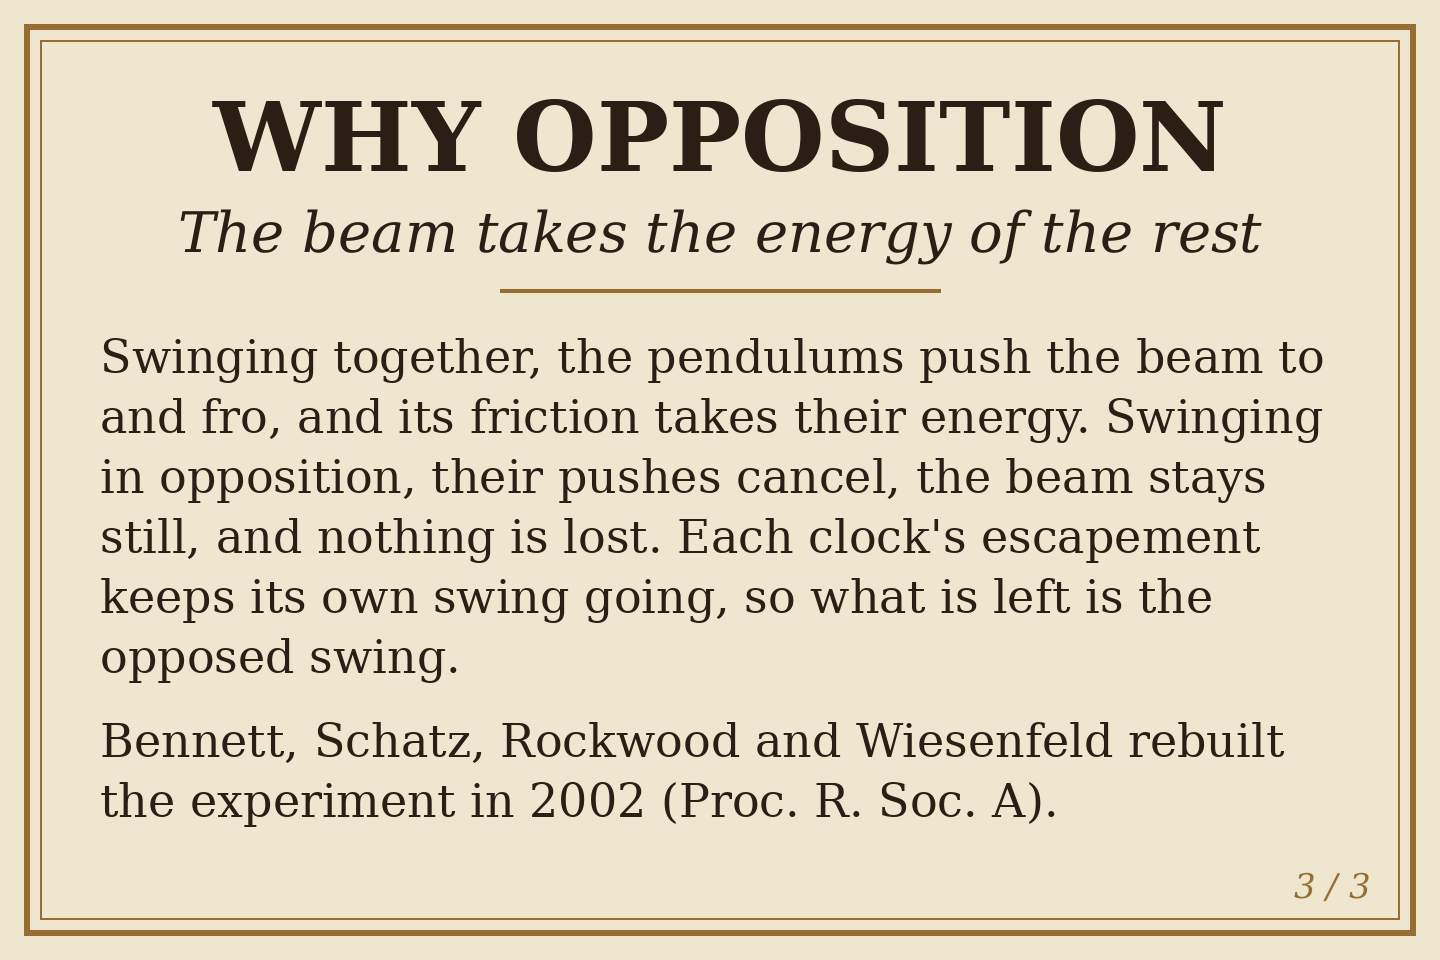 WHY OPPOSITION
The beam takes the energy of the rest
Swinging together, the pendulums push the beam to
and fro, and its friction takes their energy. Swinging
in opposition, their pushes cancel, the beam stays
still, and nothing is lost. Each clock's escapement
keeps its own swing going, so what is left is the
opposed swing.
Bennett, Schatz, Rockwood and Wiesenfeld rebuilt
the experiment in 2002 (Proc. R. Soc. A).
3 / 3